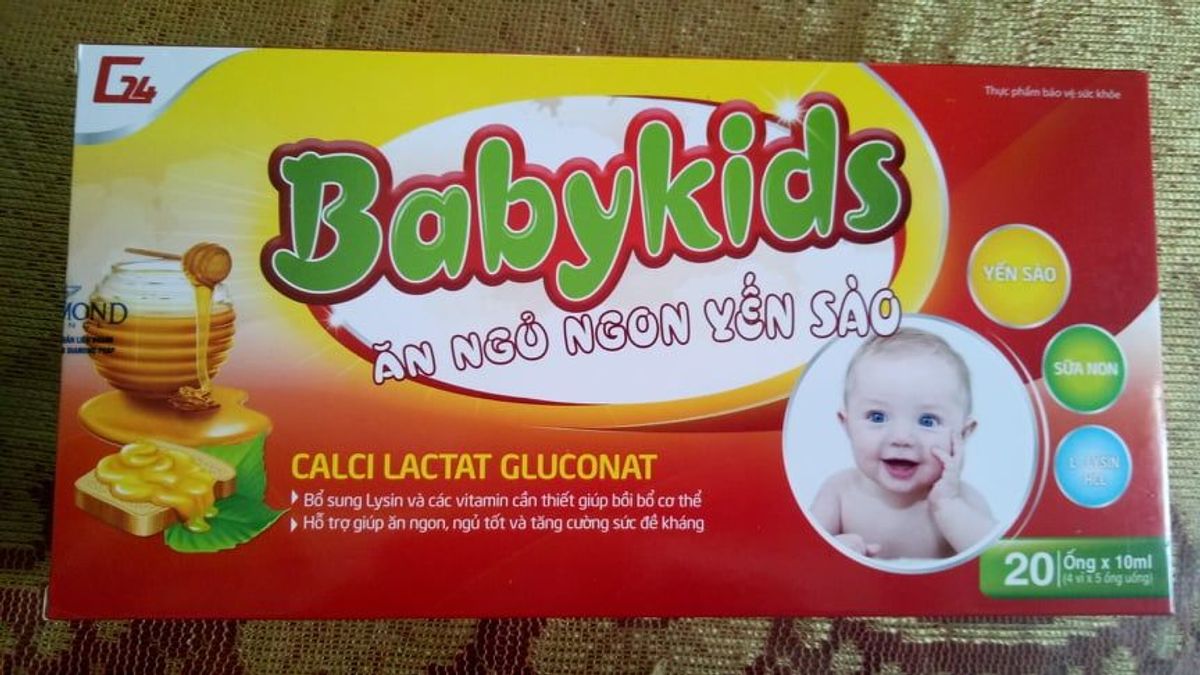 G24
Thực phẩm bảo vệ sức khỏe
Babykids
ĂN NGỦ NGON YẾN SÀO
YẾN SÀO
SỮA NON
LYSIN
HCL
MOND
CALCI LACTAT GLUCONAT
Bổ sung Lysin và các vitamin cần thiết giúp bồi bổ cơ thể
Hỗ trợ giúp ăn ngon, ngủ tốt và tăng cường sức đề kháng
20 Ống x 10ml
(4 vỉ x 5 ống uống)